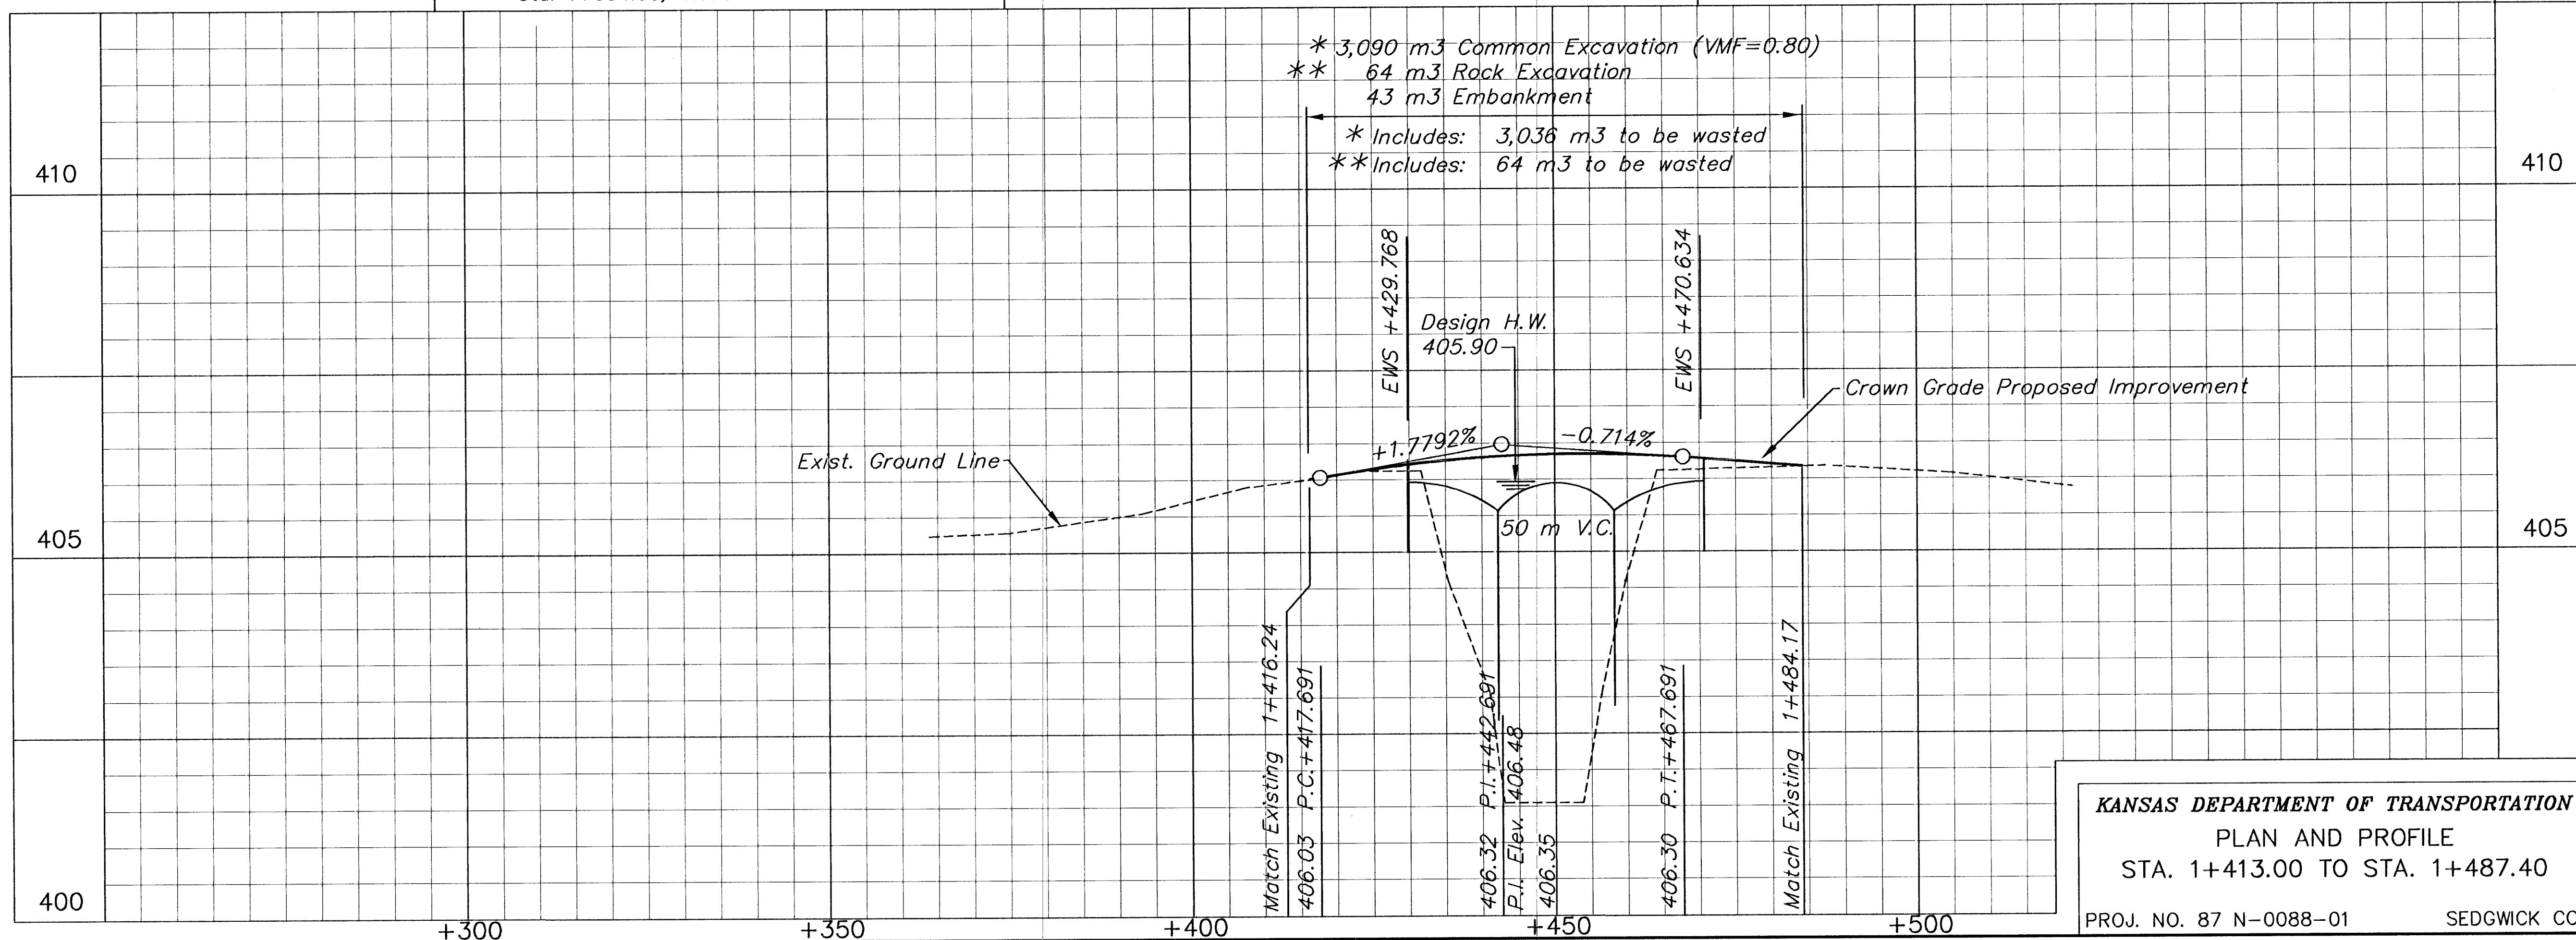 * 3,090 m3 Common Excavation (VMF=0.80)
** 64 m3 Rock Excavation
43 m3 Embankment
* Includes: 3,036 m3 to be wasted
** Includes: 64 m3 to be wasted
410
410
EWS +429.768
EWS +470.634
Design H.W.
405.90
Crown Grade Proposed Improvement
+1.7792%
-0.714%
Exist. Ground Line
50 m V.C.
405
405
Match Existing 1+416.24
406.03 P.C.+417.691
406.32 P.I.+442.691
P.I. Elev. 406.48
406.35
406.30 P.T.+467.691
Match Existing 1+484.17
KANSAS DEPARTMENT OF TRANSPORTATION
PLAN AND PROFILE
STA. 1+413.00 TO STA. 1+487.40
PROJ. NO. 87 N-0088-01 SEDGWICK CO
400
+300
+350
+400
+450
+500